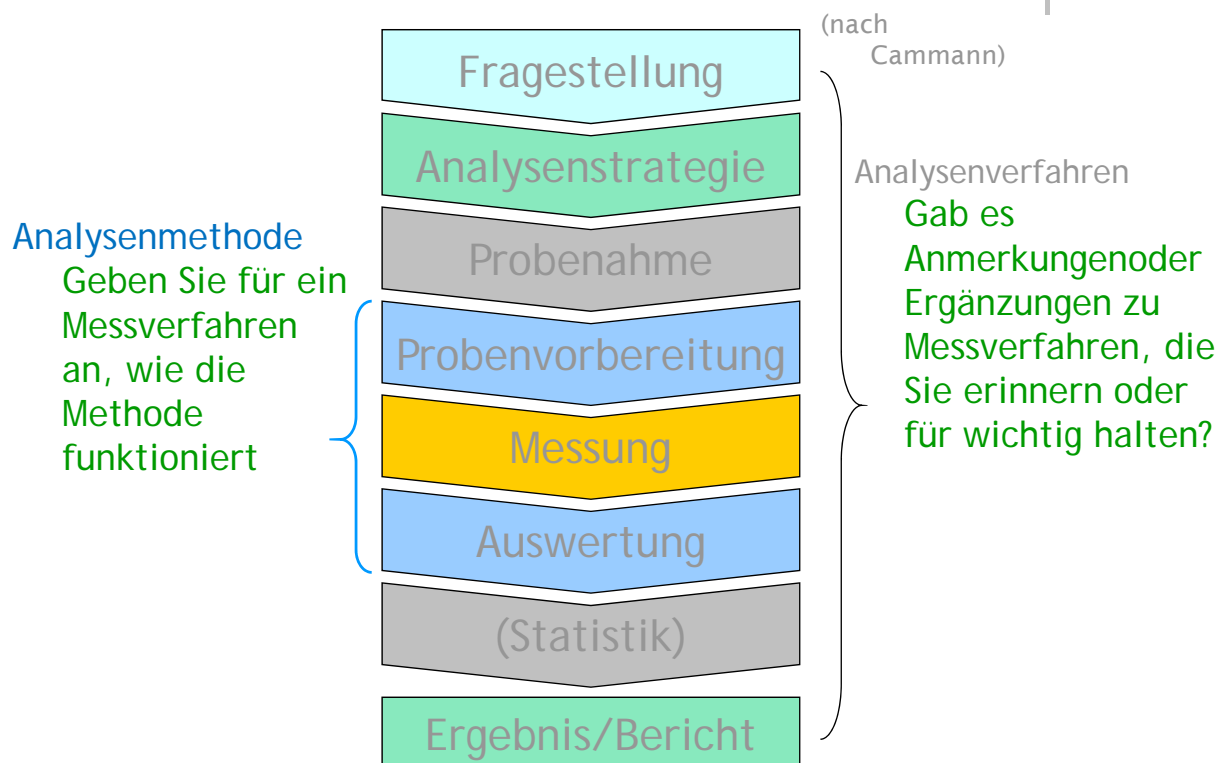 (nach
Cammann)
Fragestellung
Analysenstrategie
Probenahme
Probenvorbereitung
Messung
Auswertung
(Statistik)
Ergebnis/Bericht
Analysenmethode
Geben Sie für ein
Messverfahren
an, wie die
Methode
funktioniert
Analysenverfahren
Gab es
Anmerkungenoder
Ergänzungen zu
Messverfahren, die
Sie erinnern oder
für wichtig halten?